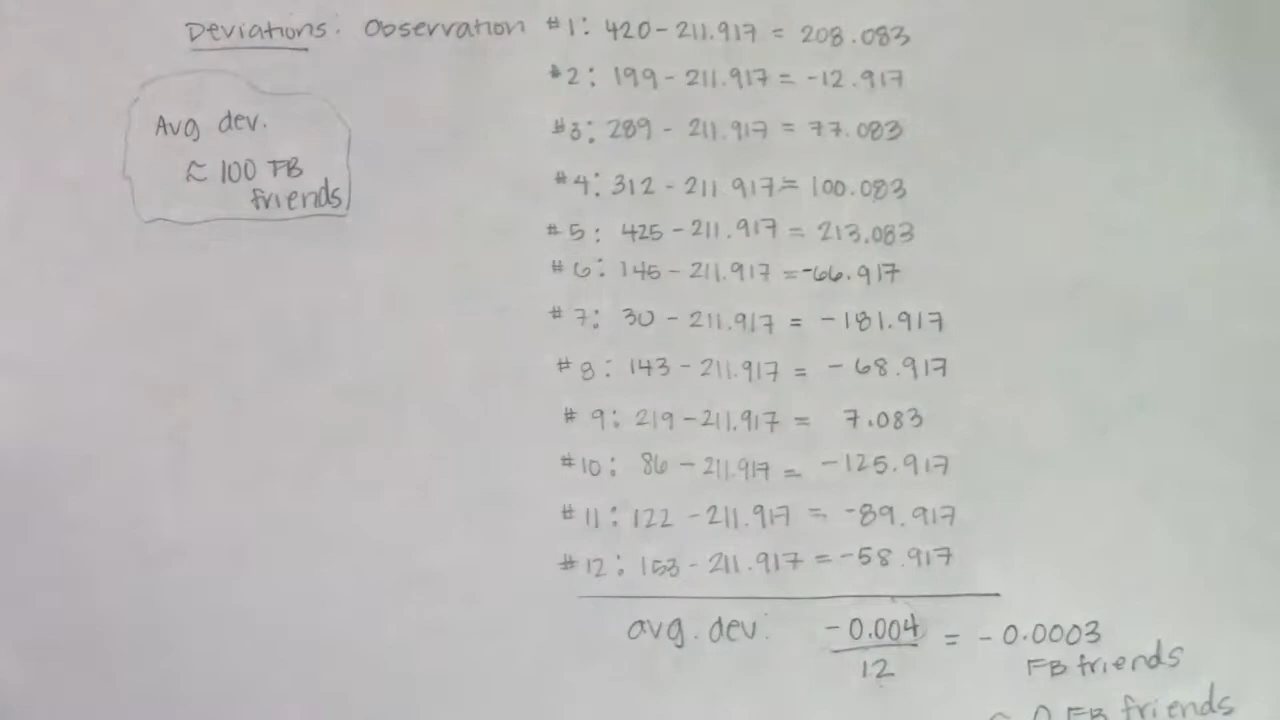 Deviations: Observation #1: 420 - 211.917 = 208.083
#2: 199 - 211.917 = -12.917
Avg dev.
#3: 289 - 211.917 = 77.083
≈ 100 FB
friends
#4: 312 - 211.917 = 100.083
#5: 425 - 211.917 = 213.083
#6: 145 - 211.917 = -66.917
#7: 30 - 211.917 = -181.917
#8: 143 - 211.917 = -68.917
#9: 219 - 211.917 = 7.083
#10: 86 - 211.917 = -125.917
#11: 122 - 211.917 = -89.917
#12: 153 - 211.917 = -58.917
avg. dev: -0.004 / 12 = -0.0003
FB friends
≈ 0 FB friends